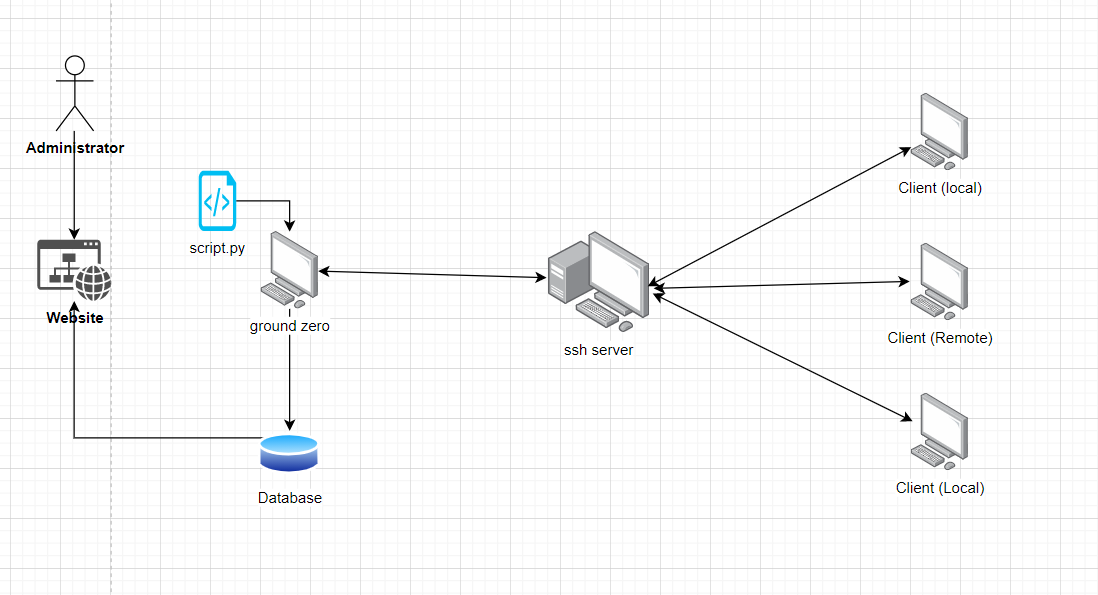 Administrator
</>
script.py
Website
ground zero
Database
ssh server
Client (local)
Client (Remote)
Client (Local)